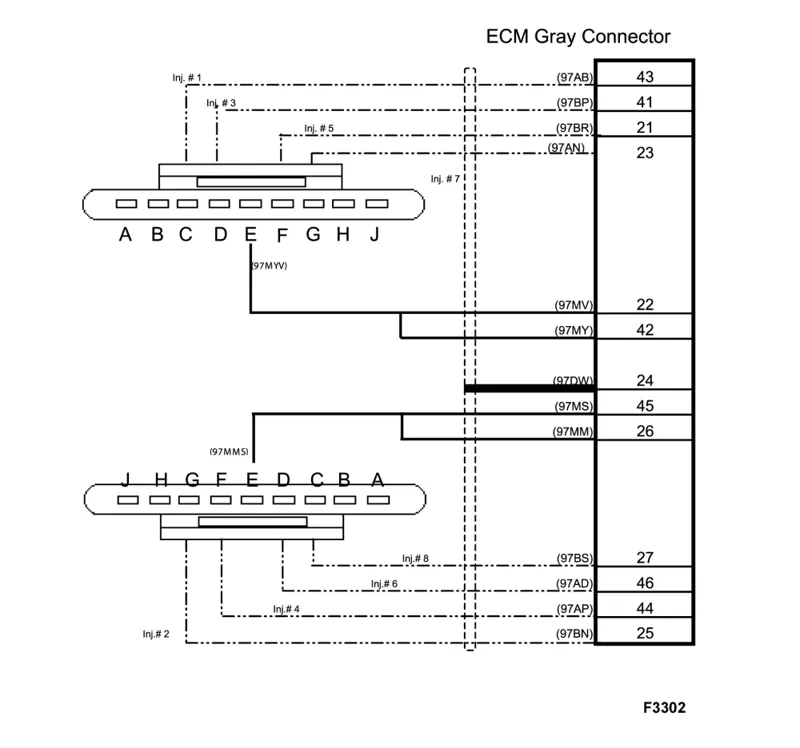 ECM Gray Connector
Inj. # 1 (97AB) 43
Inj. # 3 (97BP) 41
Inj. # 5 (97BR) 21
(97AN) 23
Inj. # 7
A B C D E F G H J
(97MYV)
(97MV) 22
(97MY) 42
(97DW) 24
(97MS) 45
(97MM) 26
(97MMS)
J H G F E D C B A
Inj.# 8 (97BS) 27
Inj.# 6 (97AD) 46
Inj.# 4 (97AP) 44
Inj.# 2 (97BN) 25
F3302